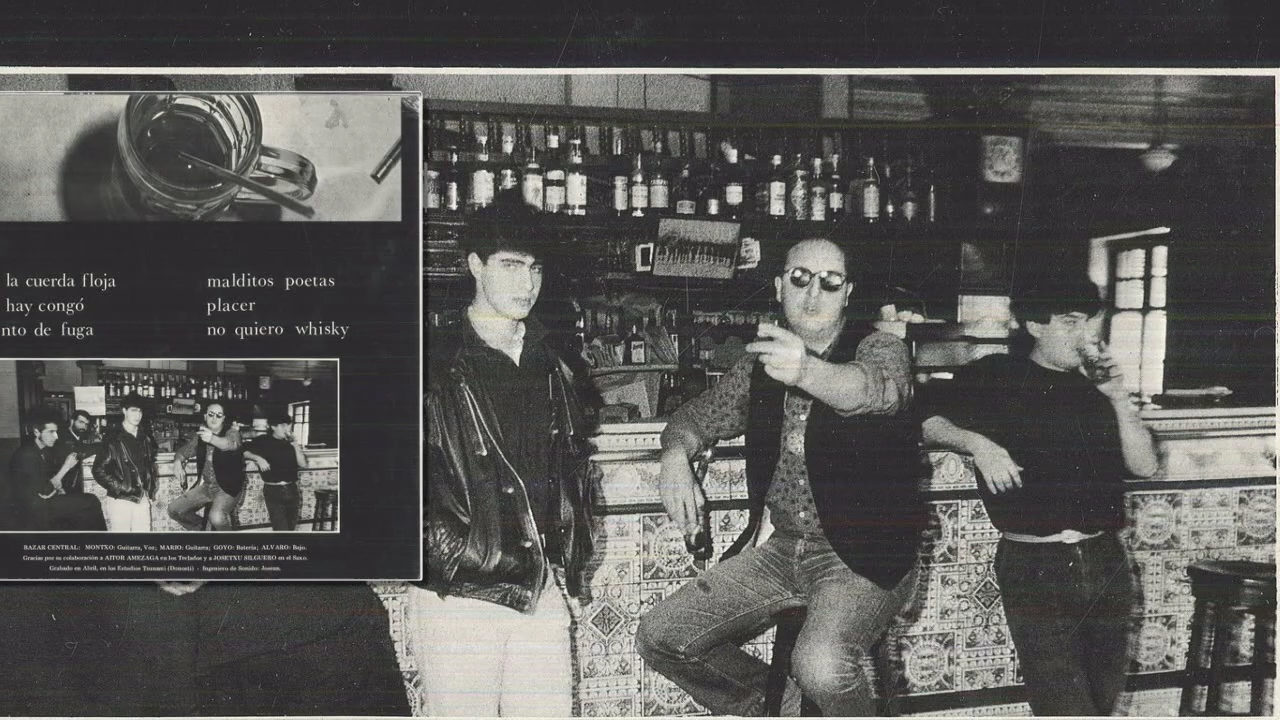 la cuerda floja
hay congó
nto de fuga
malditos poetas
placer
no quiero whisky
BAZAR CENTRAL: MONTXO: Guitarra, Voz; MARIO: Guitarra; GOYO: Batería; ALVARO: Bajo.
Gracias por su colaboración a AITOR AMEZAGA en los Teclados y a JOSETXU SILGUERO en el Saxo.
Grabado en Abril, en los Estudios Tsunami (Donosti) - Ingeniero de Sonido: Josean.